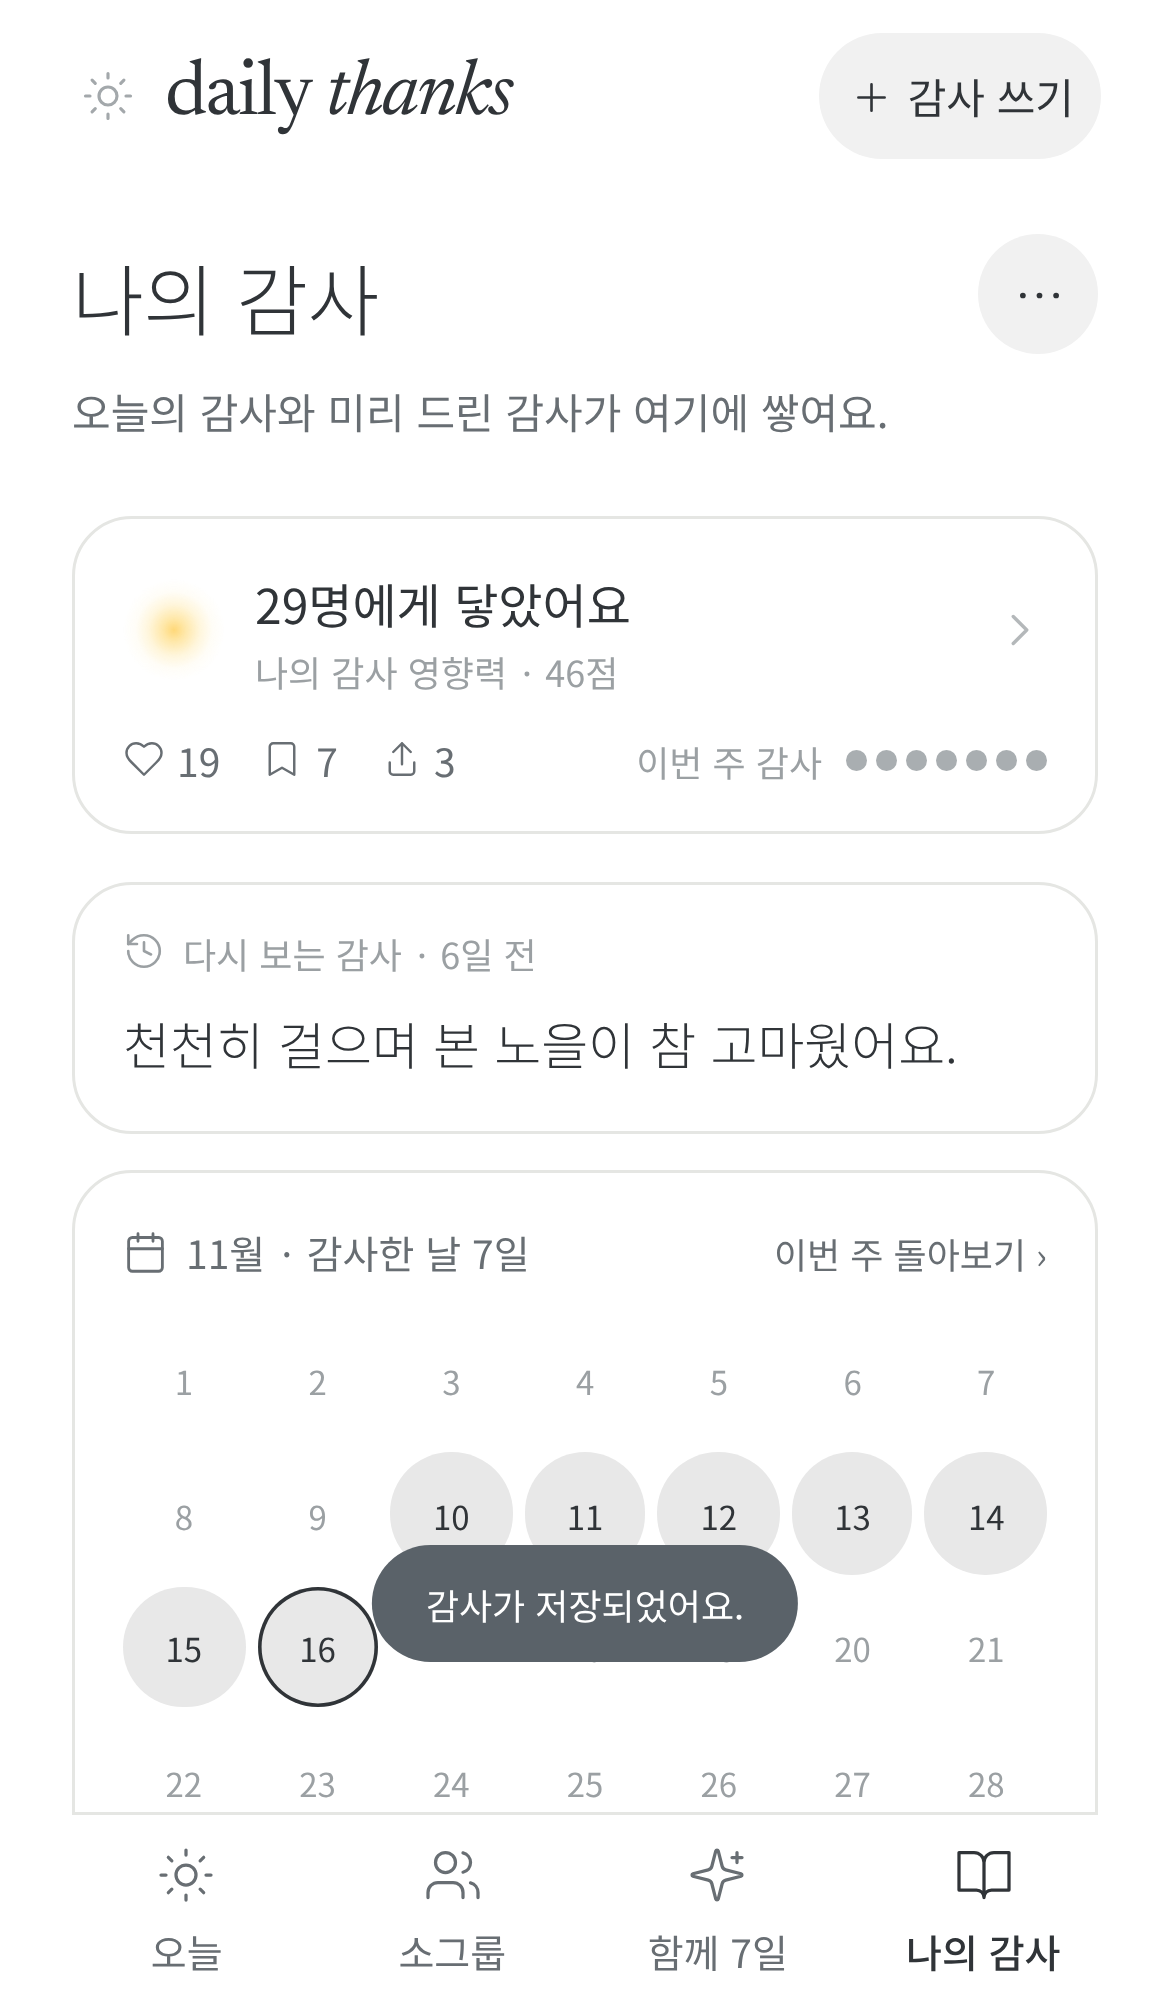 daily thanks
+ 감사 쓰기
나의 감사
오늘의 감사와 미리 드린 감사가 여기에 쌓여요.
29명에게 닿았어요
나의 감사 영향력 · 46점
19 7 3 이번 주 감사
다시 보는 감사 · 6일 전
천천히 걸으며 본 노을이 참 고마웠어요.
11월 · 감사한 날 7일
이번 주 돌아보기 ›
1 2 3 4 5 6 7
8 9 10 11 12 13 14
15 16 20 21
감사가 저장되었어요.
22 23 24 25 26 27 28
오늘 소그룹 함께 7일 나의 감사